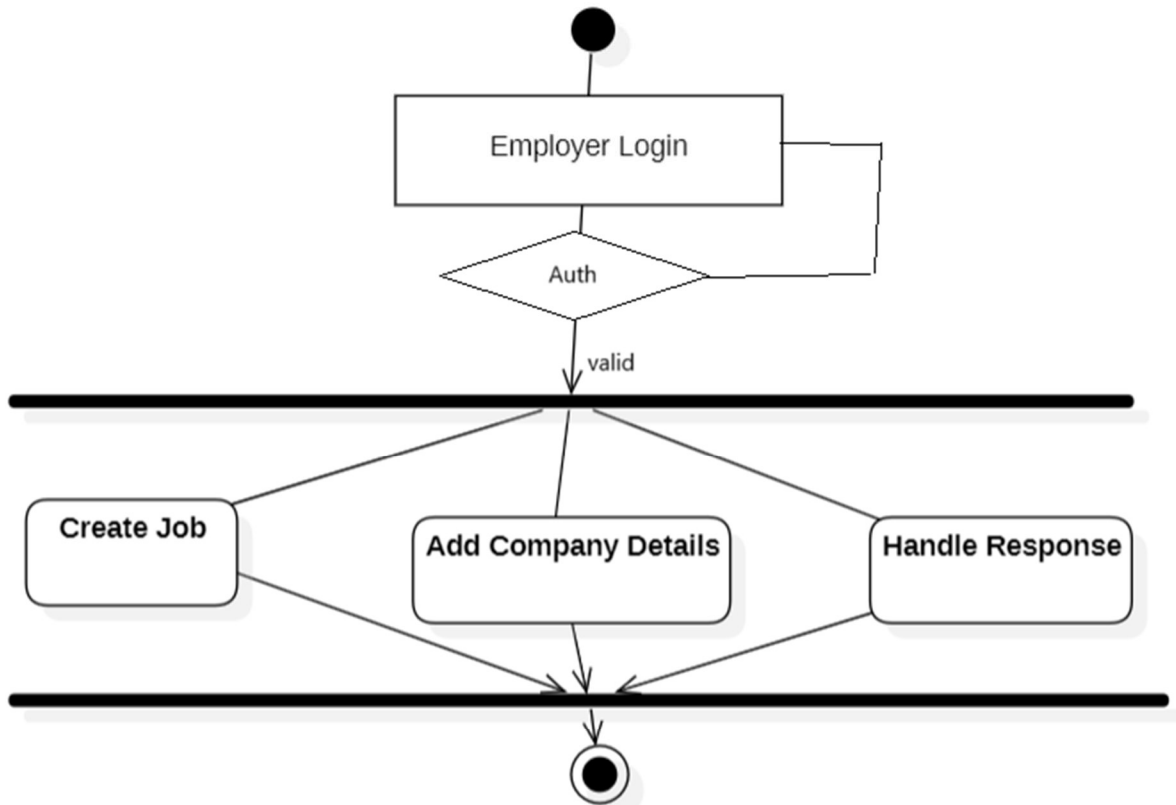 Employer Login
Auth
valid
Create Job
Add Company Details
Handle Response